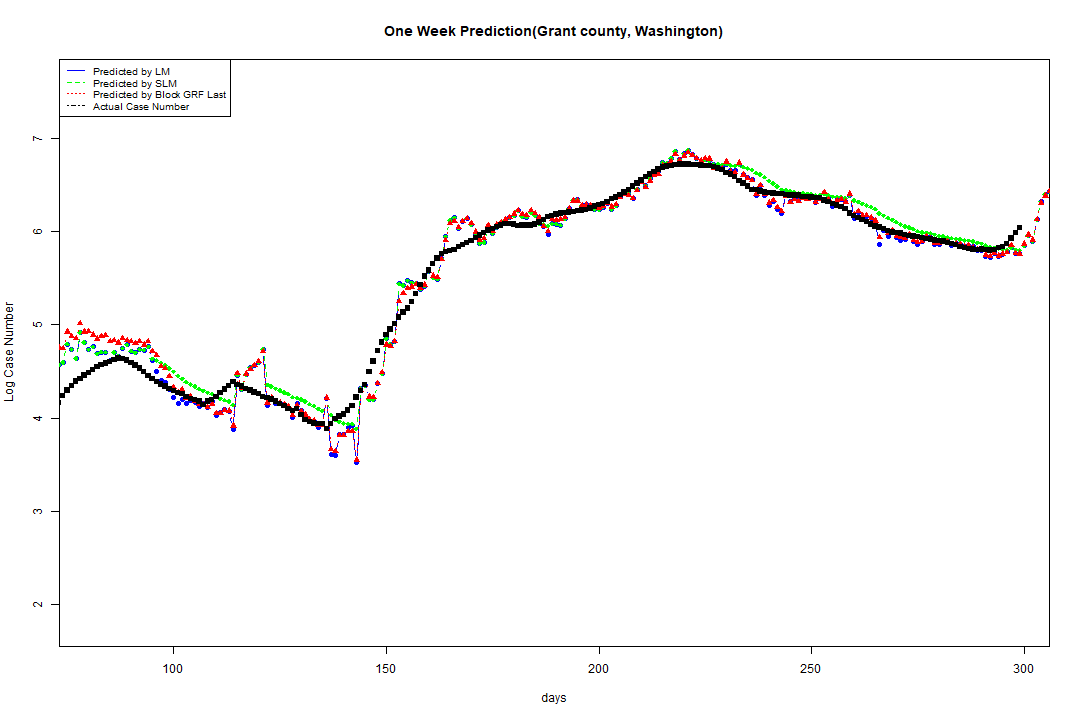 One Week Prediction(Grant county, Washington)
Predicted by LM
Predicted by SLM
Predicted by Block GRF Last
Actual Case Number
7
6
5
4
3
2
Log Case Number
100 150 200 250 300
days